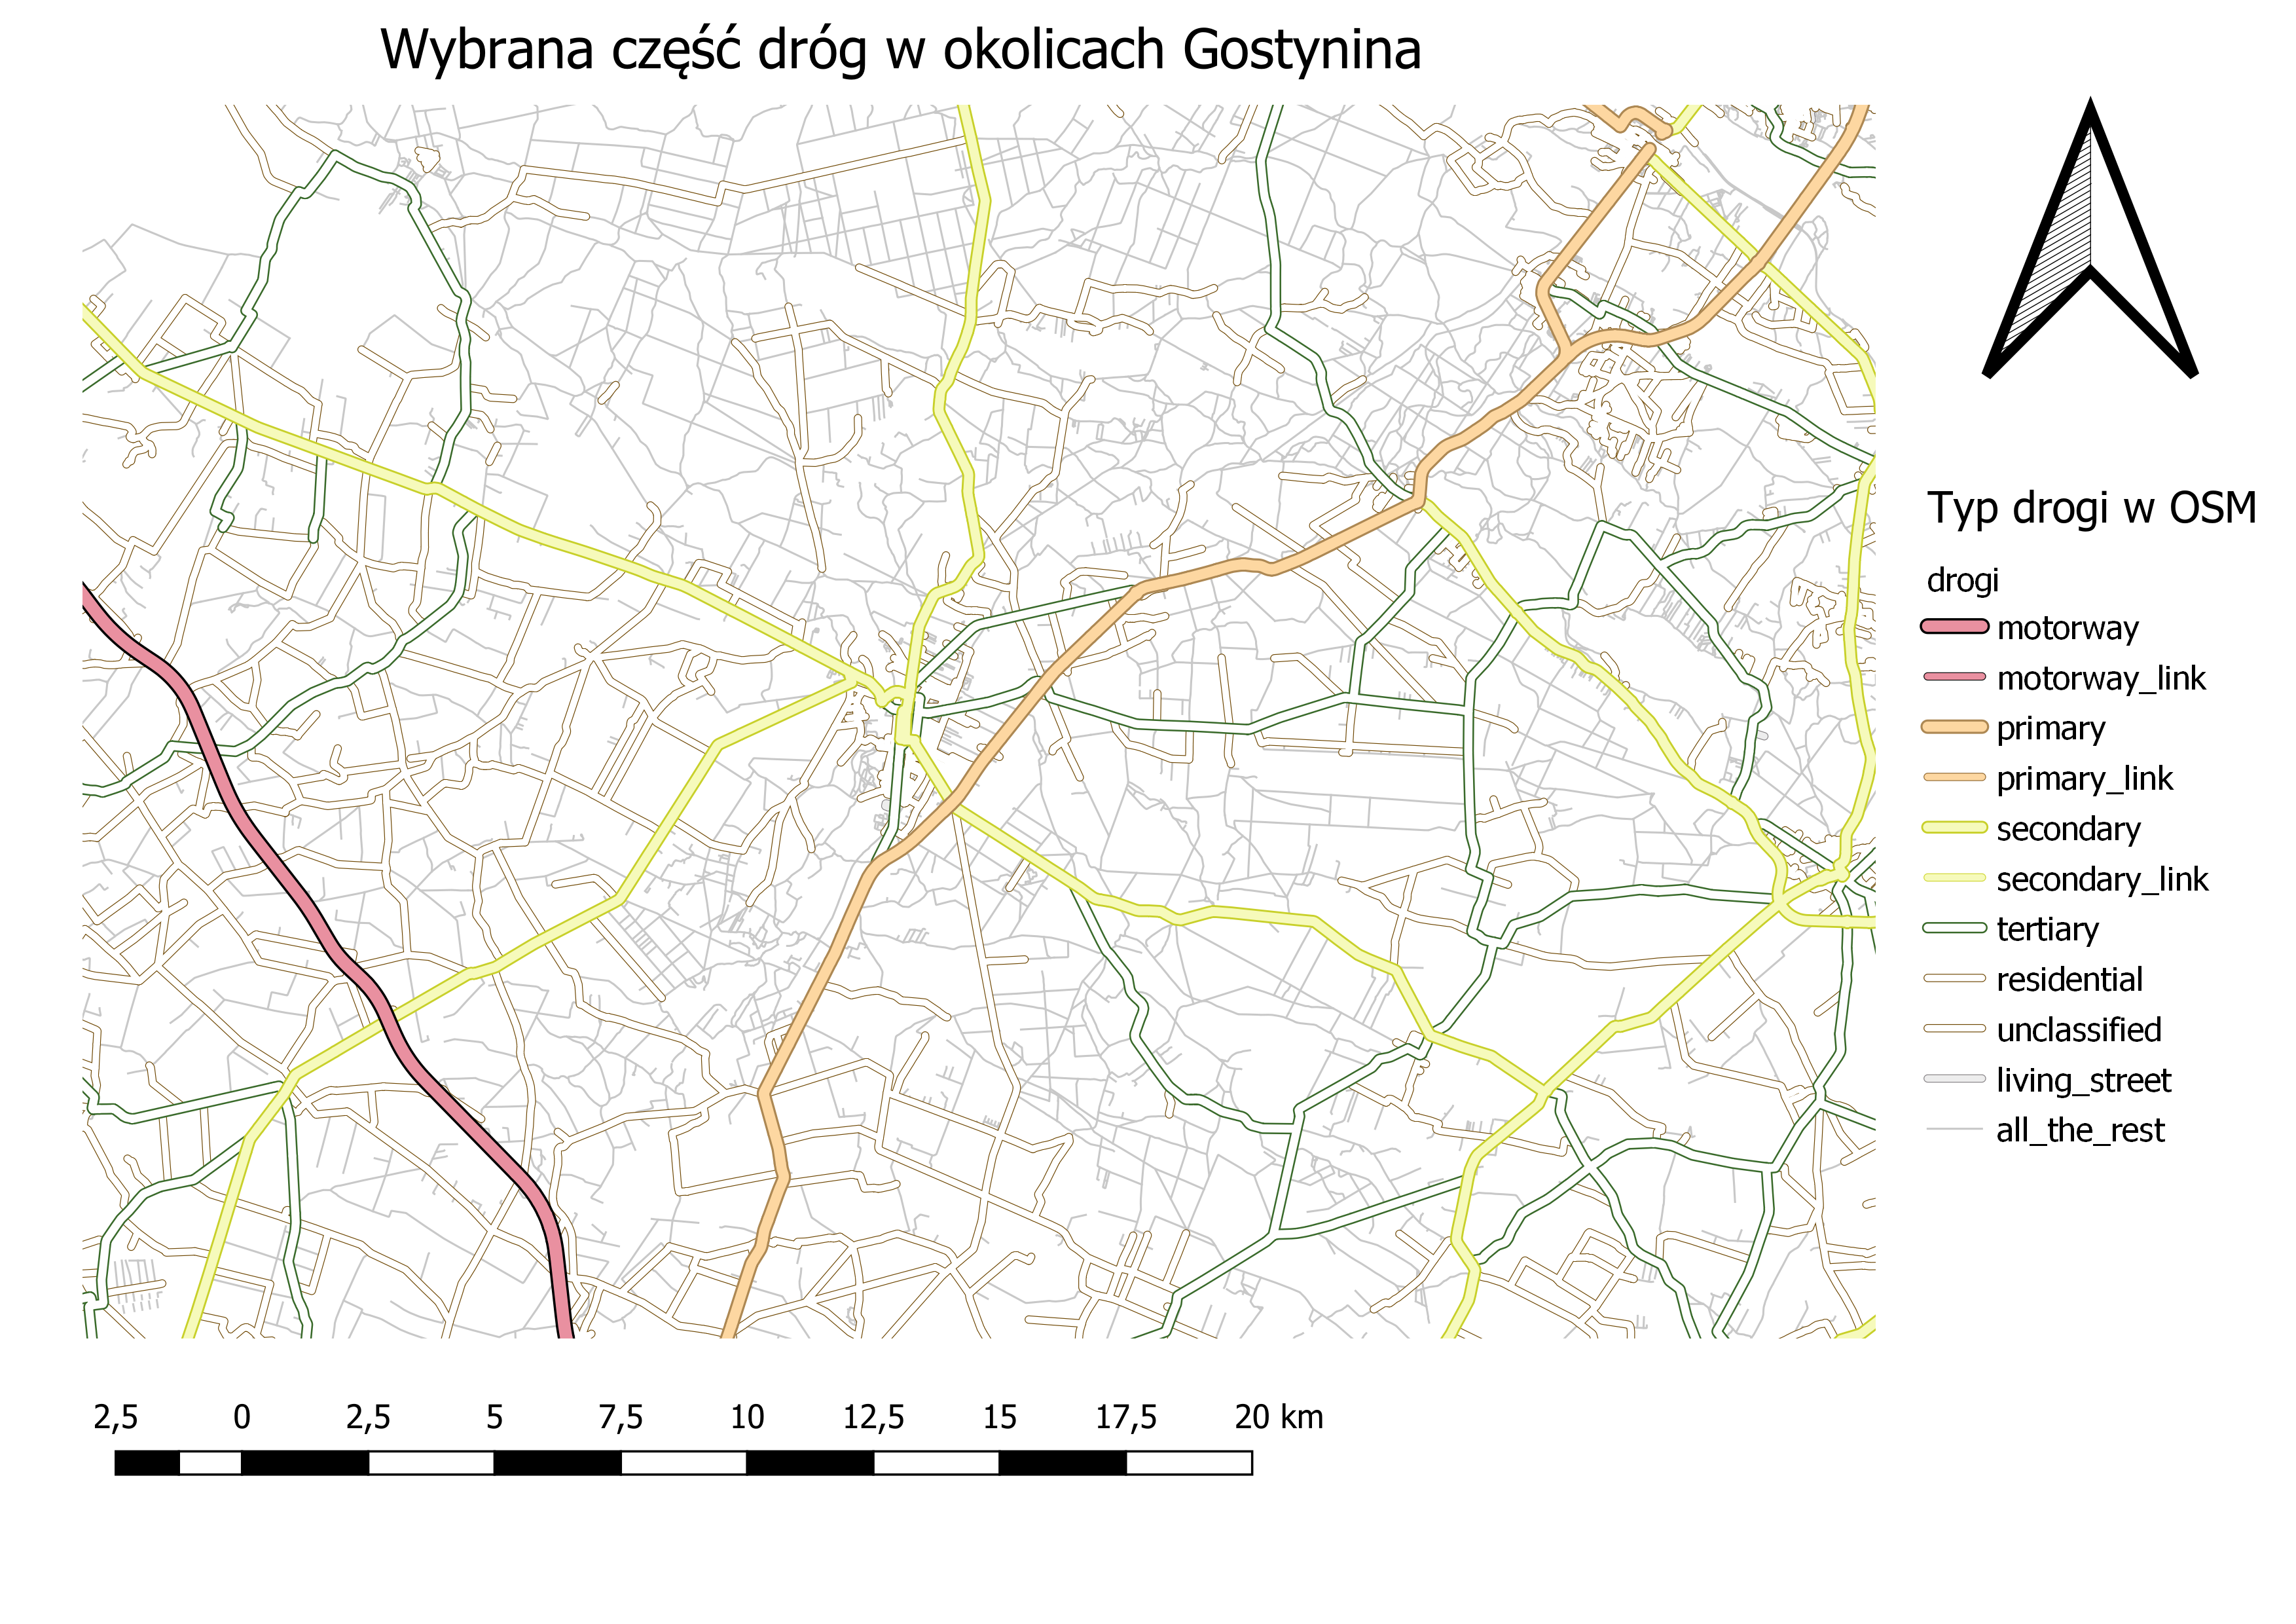 Wybrana część dróg w okolicach Gostynina
Typ drogi w OSM
drogi
motorway
motorway_link
primary
primary_link
secondary
secondary_link
tertiary
residential
unclassified
living_street
all_the_rest
2,5 0 2,5 5 7,5 10 12,5 15 17,5 20 km